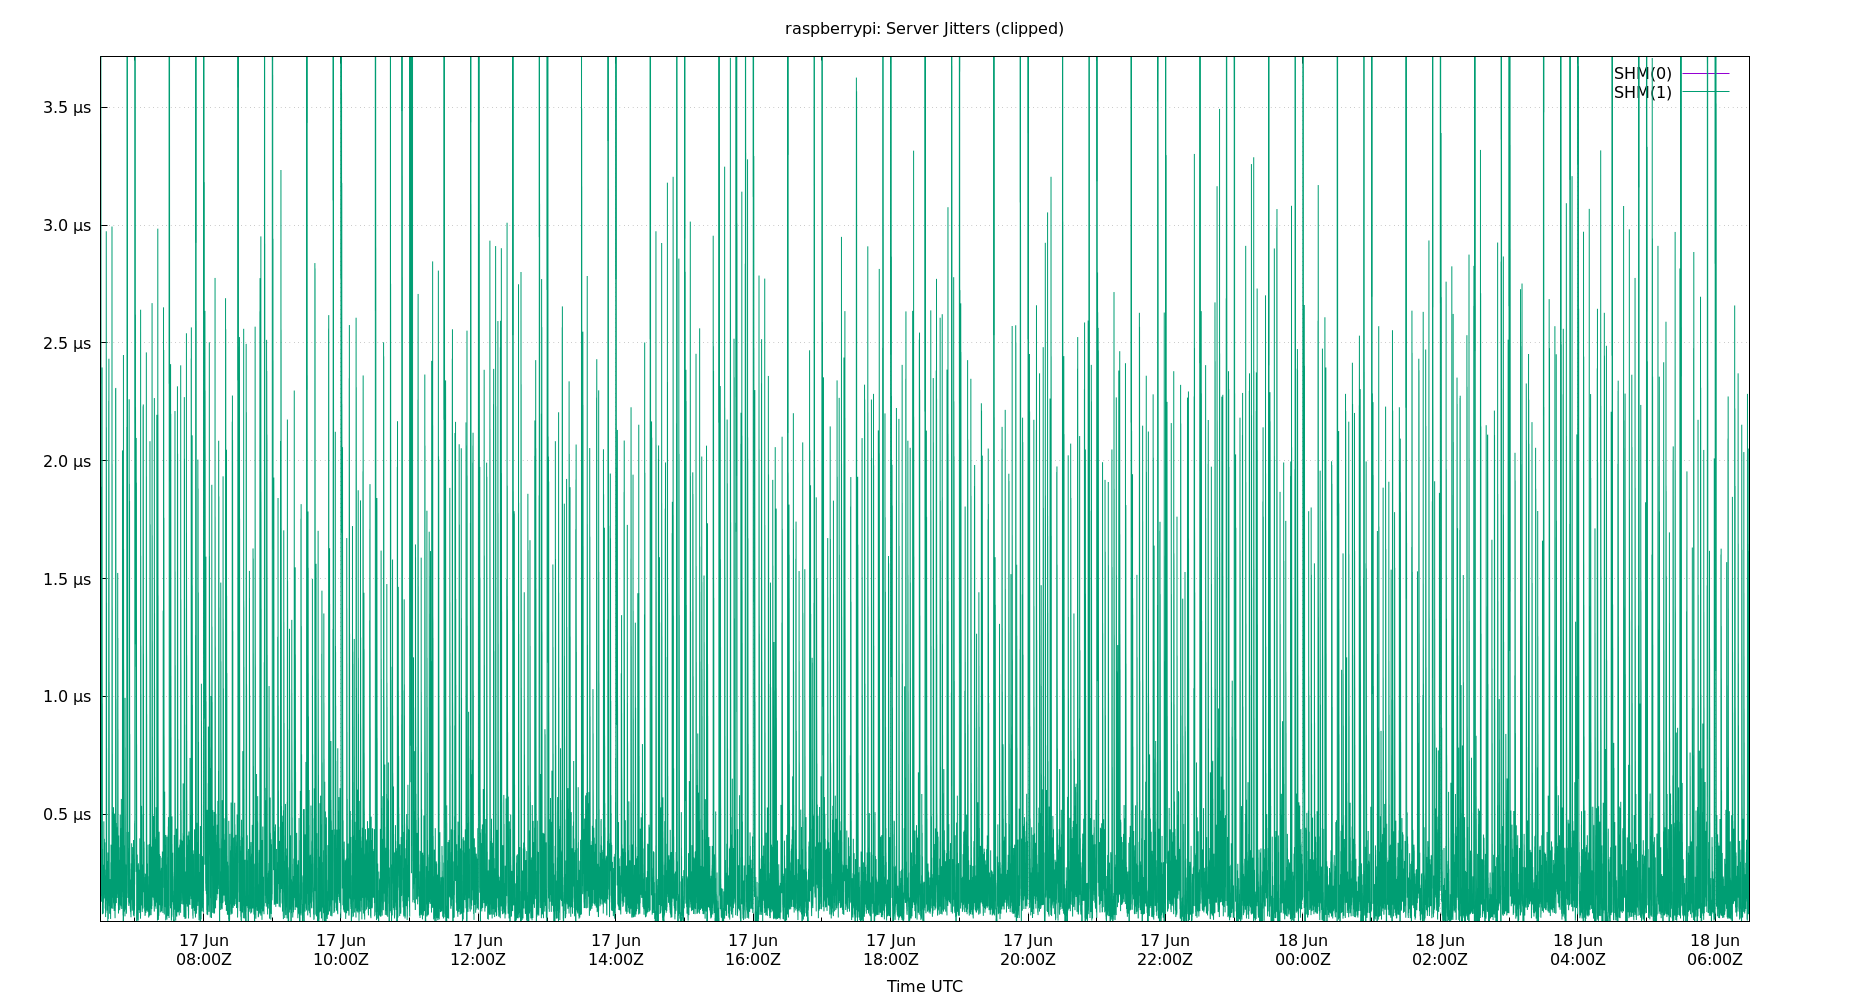 raspberrypi: Server Jitters (clipped)
SHM(0)
SHM(1)
3.5 µs
3.0 µs
2.5 µs
2.0 µs
1.5 µs
1.0 µs
0.5 µs
17 Jun 17 Jun 17 Jun 17 Jun 17 Jun 17 Jun 17 Jun 17 Jun 18 Jun 18 Jun 18 Jun 18 Jun
08:00Z 10:00Z 12:00Z 14:00Z 16:00Z 18:00Z 20:00Z 22:00Z 00:00Z 02:00Z 04:00Z 06:00Z
Time UTC